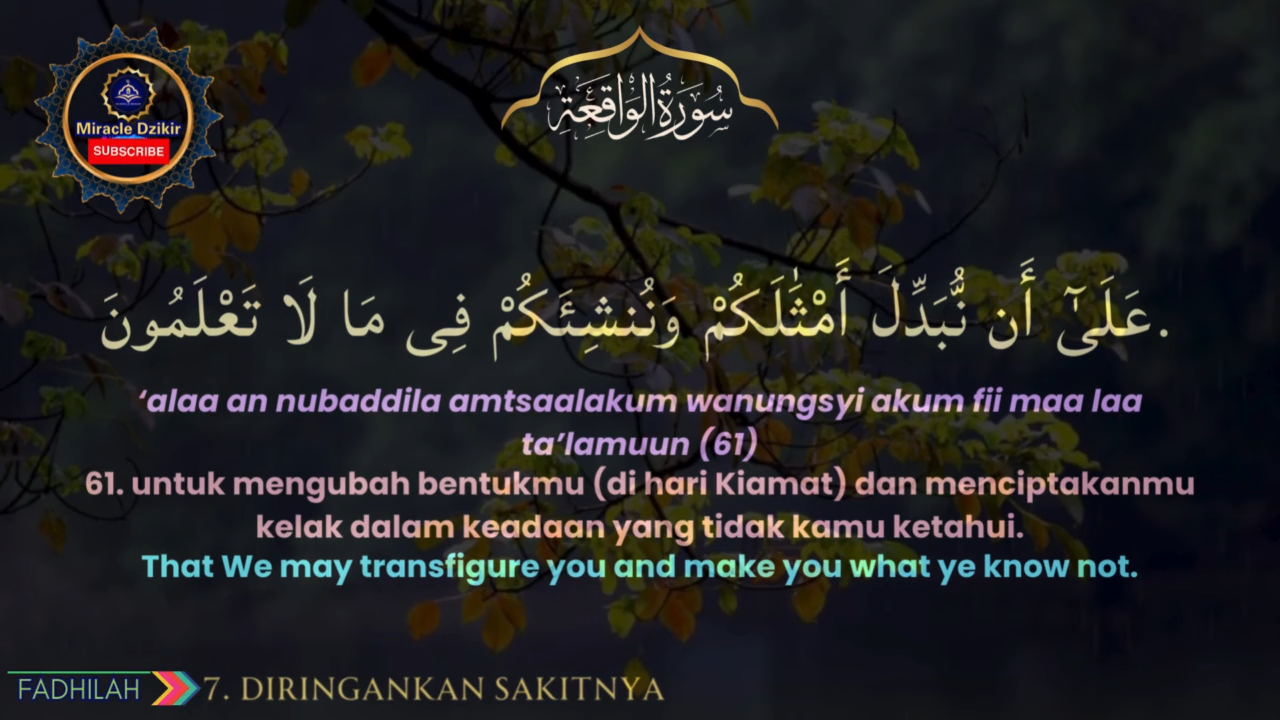 Miracle Dzikir
SUBSCRIBE
سُورَةُ الْوَاقِعَةِ
عَلَىٰٓ أَن نُّبَدِّلَ أَمْثَٰلَكُمْ وَنُنشِئَكُمْ فِى مَا لَا تَعْلَمُونَ.
‘alaa an nubaddila amtsaalakum wanungsyi akum fii maa laa
ta’lamuun (61)
61. untuk mengubah bentukmu (di hari Kiamat) dan menciptakanmu
kelak dalam keadaan yang tidak kamu ketahui.
That We may transfigure you and make you what ye know not.
FADHILAH
7. DIRINGANKAN SAKITNYA